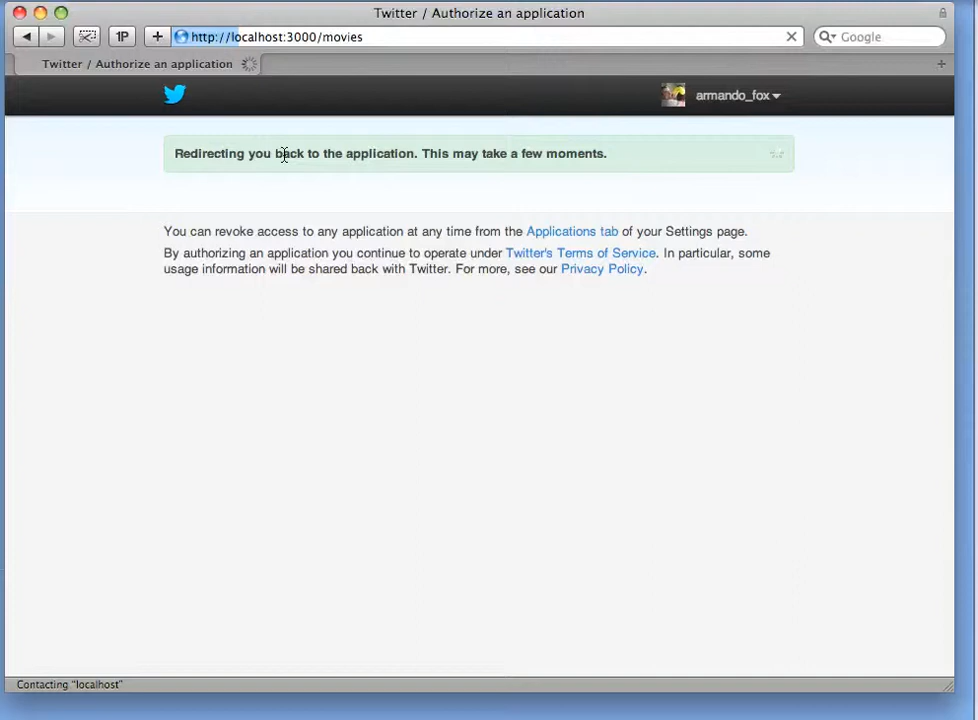 Twitter / Authorize an application
1P
+
http://localhost:3000/movies
Google
Twitter / Authorize an application
+
armando_fox
Redirecting you back to the application. This may take a few moments.
You can revoke access to any application at any time from the Applications tab of your Settings page.
By authorizing an application you continue to operate under Twitter's Terms of Service. In particular, some
usage information will be shared back with Twitter. For more, see our Privacy Policy.
Contacting "localhost"